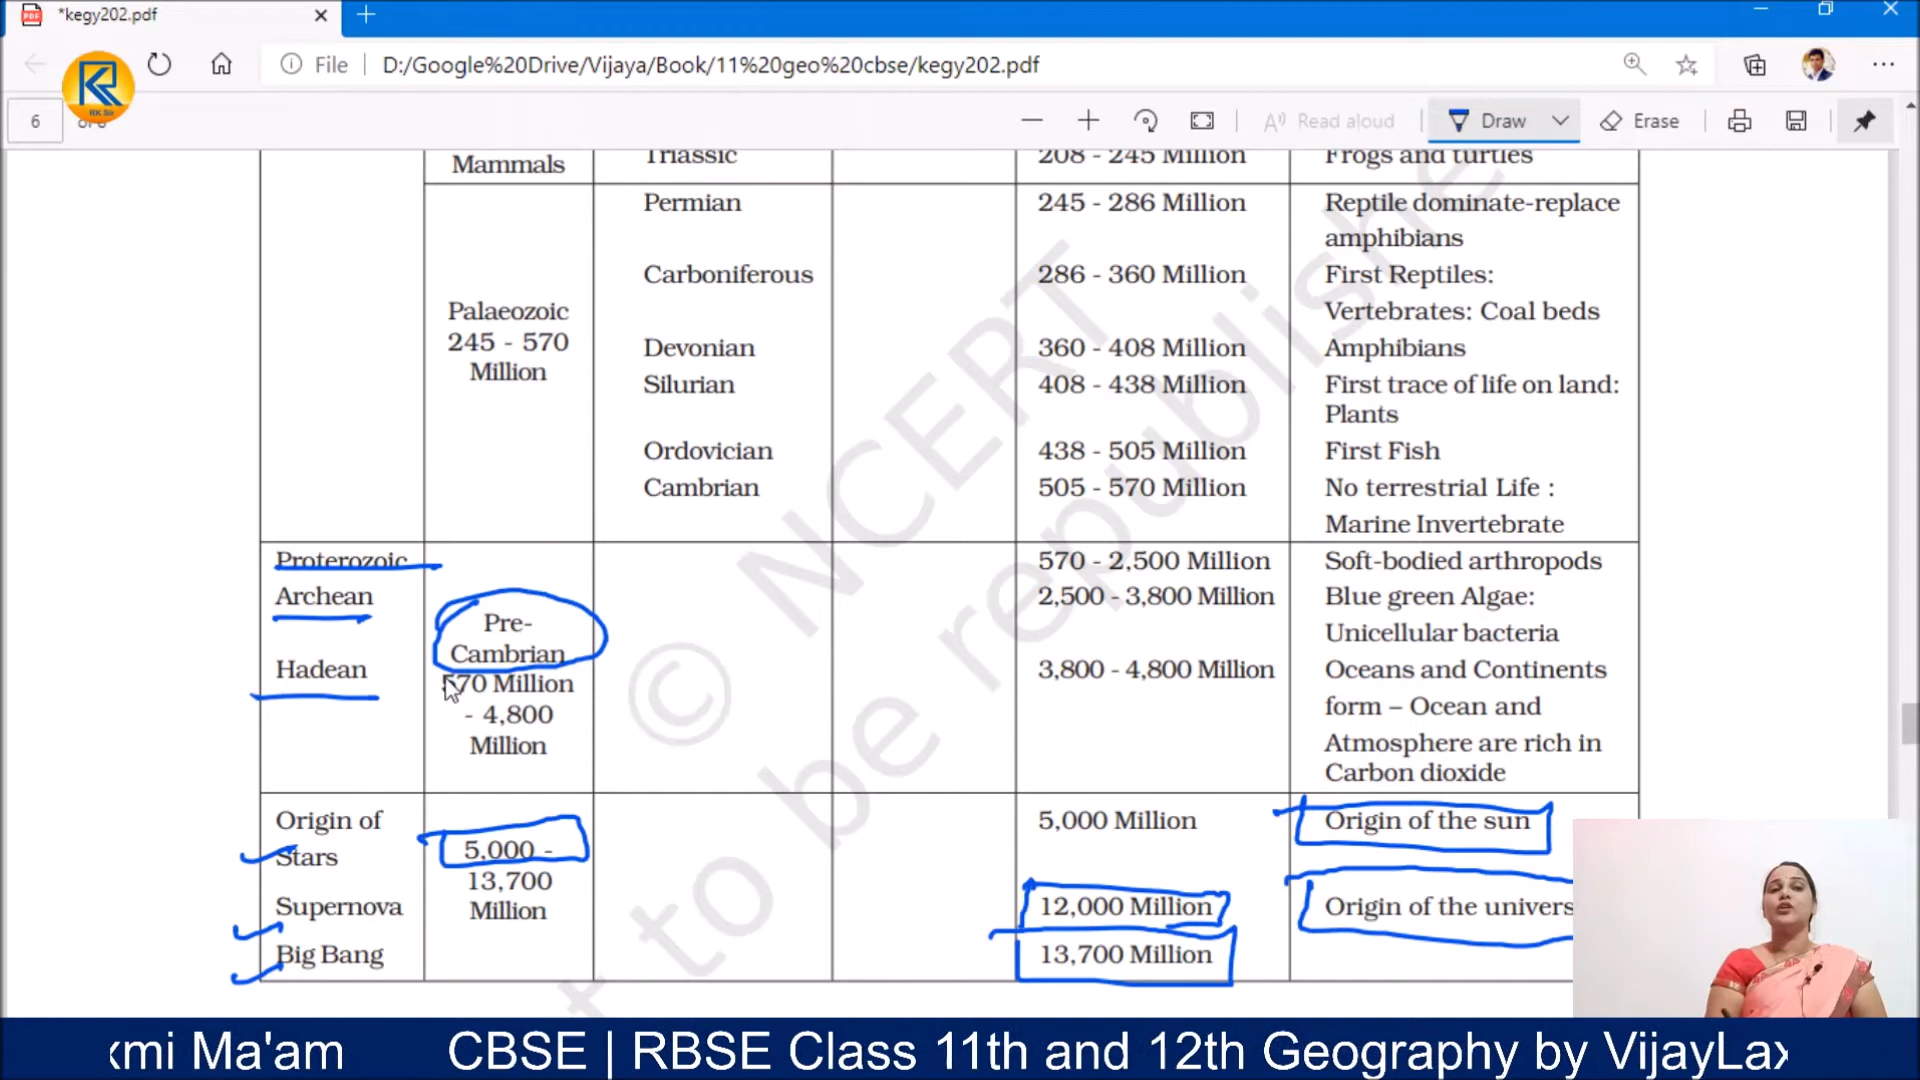 *kegy202.pdf
File | D:/Google%20Drive/Vijaya/Book/11%20geo%20cbse/kegy202.pdf
RK Sir
6
Read aloud
Draw
Erase
Mammals Triassic 208 - 245 Million Frogs and turtles
Permian 245 - 286 Million Reptile dominate-replace
amphibians
Carboniferous 286 - 360 Million First Reptiles:
Palaeozoic Vertebrates: Coal beds
245 - 570 Devonian 360 - 408 Million Amphibians
Million Silurian 408 - 438 Million First trace of life on land:
Plants
Ordovician 438 - 505 Million First Fish
Cambrian 505 - 570 Million No terrestrial Life :
Marine Invertebrate
Proterozoic 570 - 2,500 Million Soft-bodied arthropods
Archean 2,500 - 3,800 Million Blue green Algae:
Pre- Unicellular bacteria
Cambrian
Hadean 3,800 - 4,800 Million Oceans and Continents
570 Million form – Ocean and
- 4,800 Atmosphere are rich in
Million Carbon dioxide
Origin of 5,000 Million Origin of the sun
Stars 5,000 -
13,700
Supernova Million 12,000 Million Origin of the univers
Big Bang 13,700 Million
© NCERT
t to be republishe
xmi Ma'am CBSE | RBSE Class 11th and 12th Geography by VijayLax